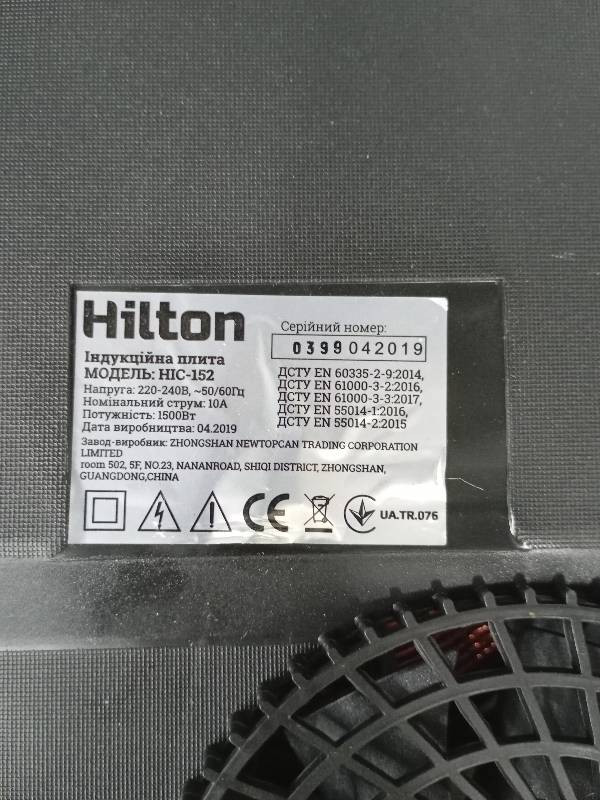 Hilton
Індукційна плита
МОДЕЛЬ: HIC-152
Напруга: 220-240В, ~50/60Гц
Номінальний струм: 10А
Потужність: 1500Вт
Дата виробництва: 04.2019
Серійний номер:
0399042019
ДСТУ EN 60335-2-9:2014,
ДСТУ EN 61000-3-2:2016,
ДСТУ EN 61000-3-3:2017,
ДСТУ EN 55014-1:2016,
ДСТУ EN 55014-2:2015
Завод-виробник: ZHONGSHAN NEWTOPCAN TRADING CORPORATION
LIMITED
room 502, 5F, NO.23, NANANROAD, SHIQI DISTRICT, ZHONGSHAN,
GUANGDONG,CHINA
CE
UA.TR.076